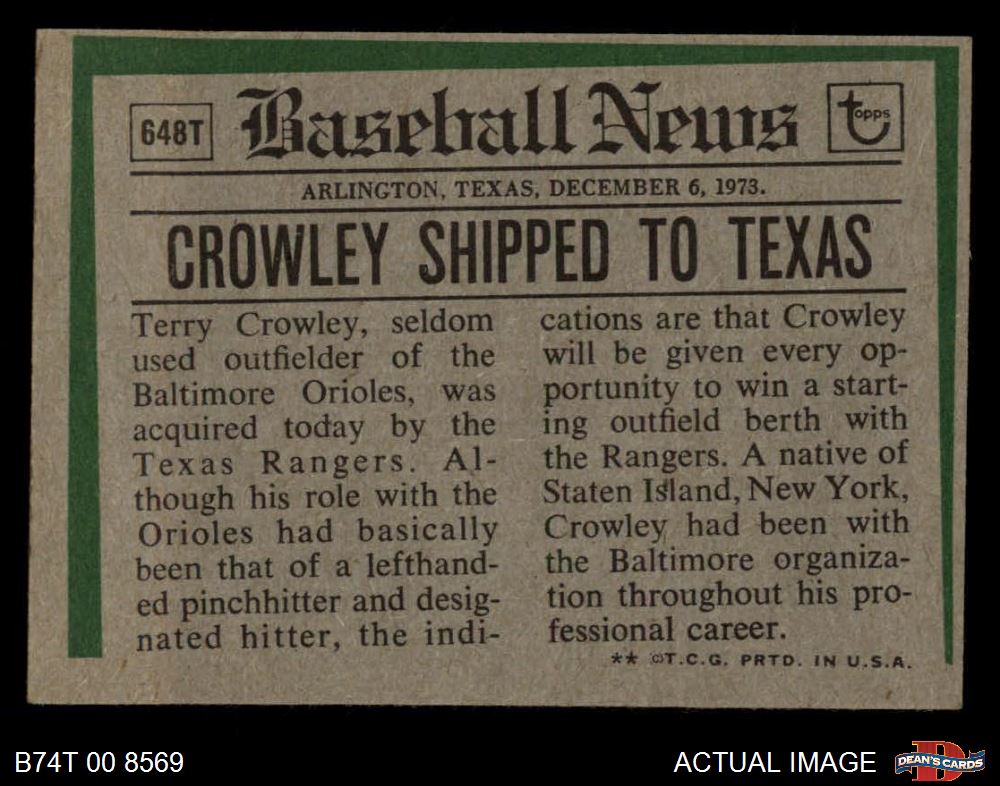 648T
Baseball News
topps
ARLINGTON, TEXAS, DECEMBER 6, 1973.
CROWLEY SHIPPED TO TEXAS
Terry Crowley, seldom
used outfielder of the
Baltimore Orioles, was
acquired today by the
Texas Rangers. Al-
though his role with the
Orioles had basically
been that of a lefthand-
ed pinchhitter and desig-
nated hitter, the indi-
cations are that Crowley
will be given every op-
portunity to win a start-
ing outfield berth with
the Rangers. A native of
Staten Island, New York,
Crowley had been with
the Baltimore organiza-
tion throughout his pro-
fessional career.
** ©T.C.G. PRTD. IN U.S.A.
B74T 00 8569
ACTUAL IMAGE
D
DEAN'S CARDS